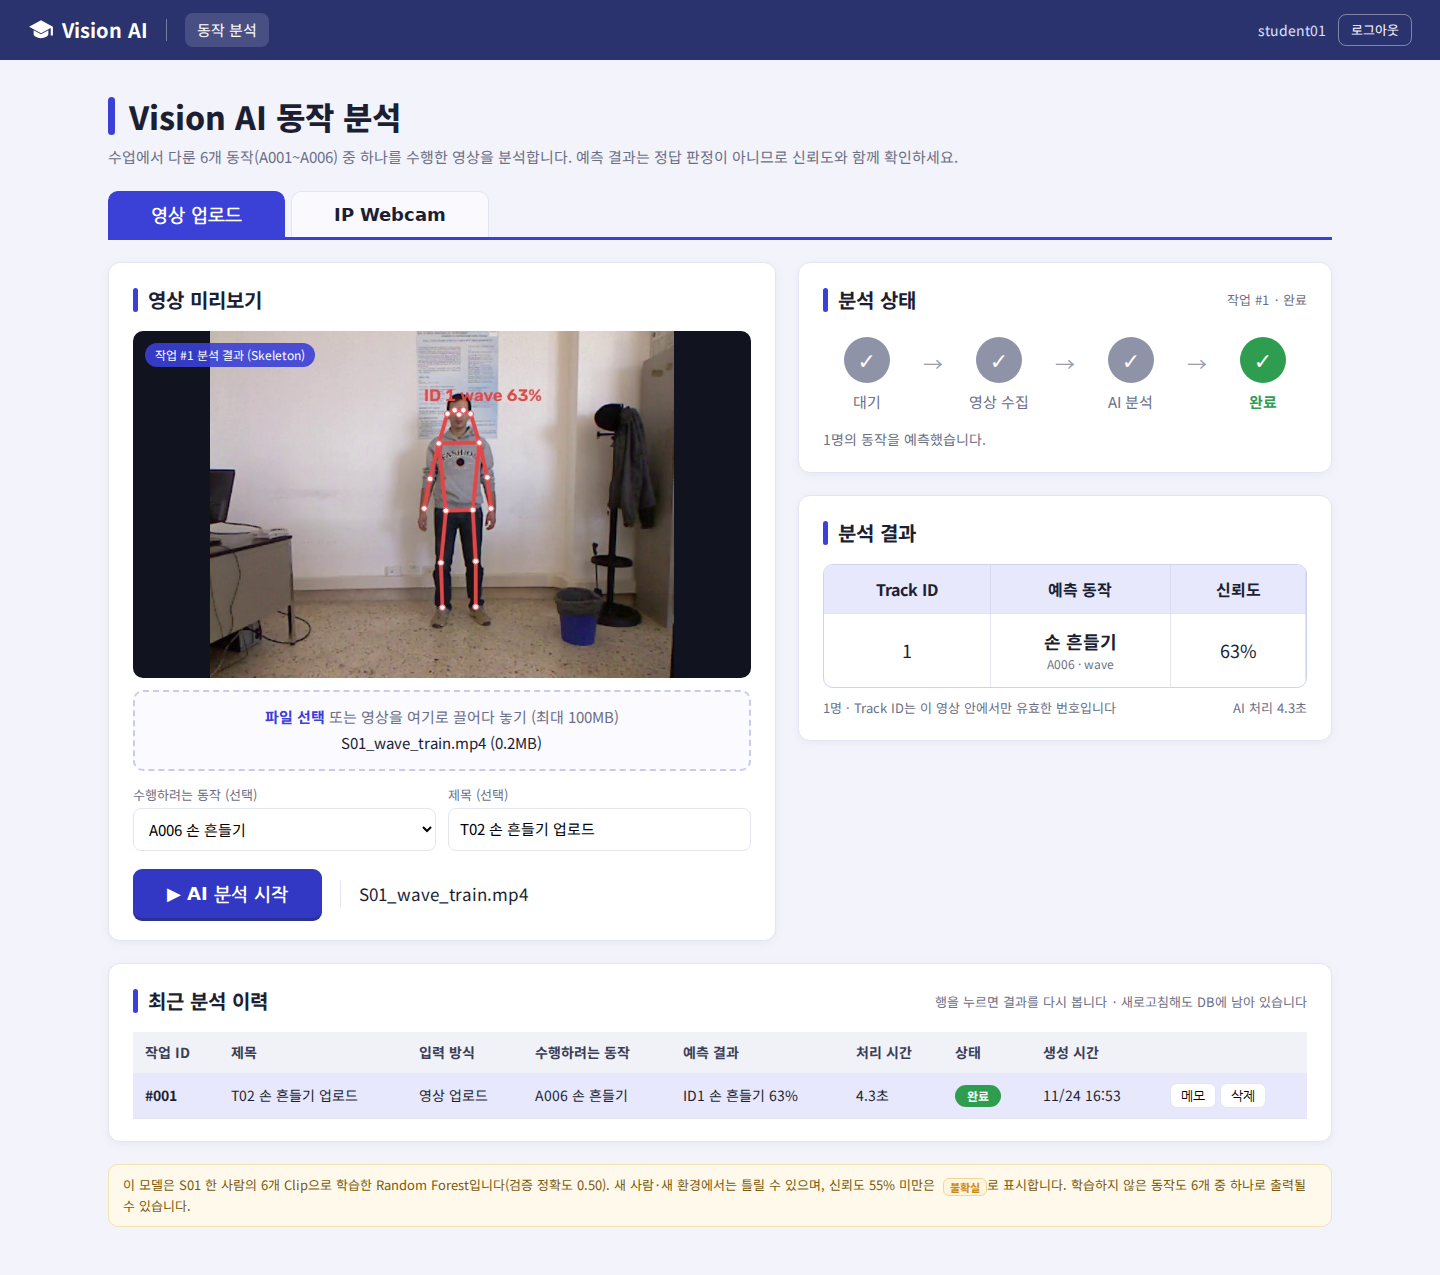 Vision AI
동작 분석
student01
로그아웃
Vision AI 동작 분석
수업에서 다룬 6개 동작(A001~A006) 중 하나를 수행한 영상을 분석합니다. 예측 결과는 정답 판정이 아니므로 신뢰도와 함께 확인하세요.
영상 업로드
IP Webcam
영상 미리보기
작업 #1 분석 결과 (Skeleton)
ID 1 wave 63%
파일 선택 또는 영상을 여기로 끌어다 놓기 (최대 100MB)
S01_wave_train.mp4 (0.2MB)
수행하려는 동작 (선택)
제목 (선택)
A006 손 흔들기
T02 손 흔들기 업로드
▶ AI 분석 시작
S01_wave_train.mp4
분석 상태
작업 #1 · 완료
✓ → ✓ → ✓ → ✓
대기
영상 수집
AI 분석
완료
1명의 동작을 예측했습니다.
분석 결과
Track ID
예측 동작
신뢰도
1
손 흔들기
A006 · wave
63%
1명 · Track ID는 이 영상 안에서만 유효한 번호입니다
AI 처리 4.3초
최근 분석 이력
행을 누르면 결과를 다시 봅니다 · 새로고침해도 DB에 남아 있습니다
작업 ID 제목 입력 방식 수행하려는 동작 예측 결과 처리 시간 상태 생성 시간
#001 T02 손 흔들기 업로드 영상 업로드 A006 손 흔들기 ID1 손 흔들기 63% 4.3초 완료 11/24 16:53 메모 삭제
이 모델은 S01 한 사람의 6개 Clip으로 학습한 Random Forest입니다(검증 정확도 0.50). 새 사람·새 환경에서는 틀릴 수 있으며, 신뢰도 55% 미만은 불확실로 표시합니다. 학습하지 않은 동작도 6개 중 하나로 출력될
수 있습니다.